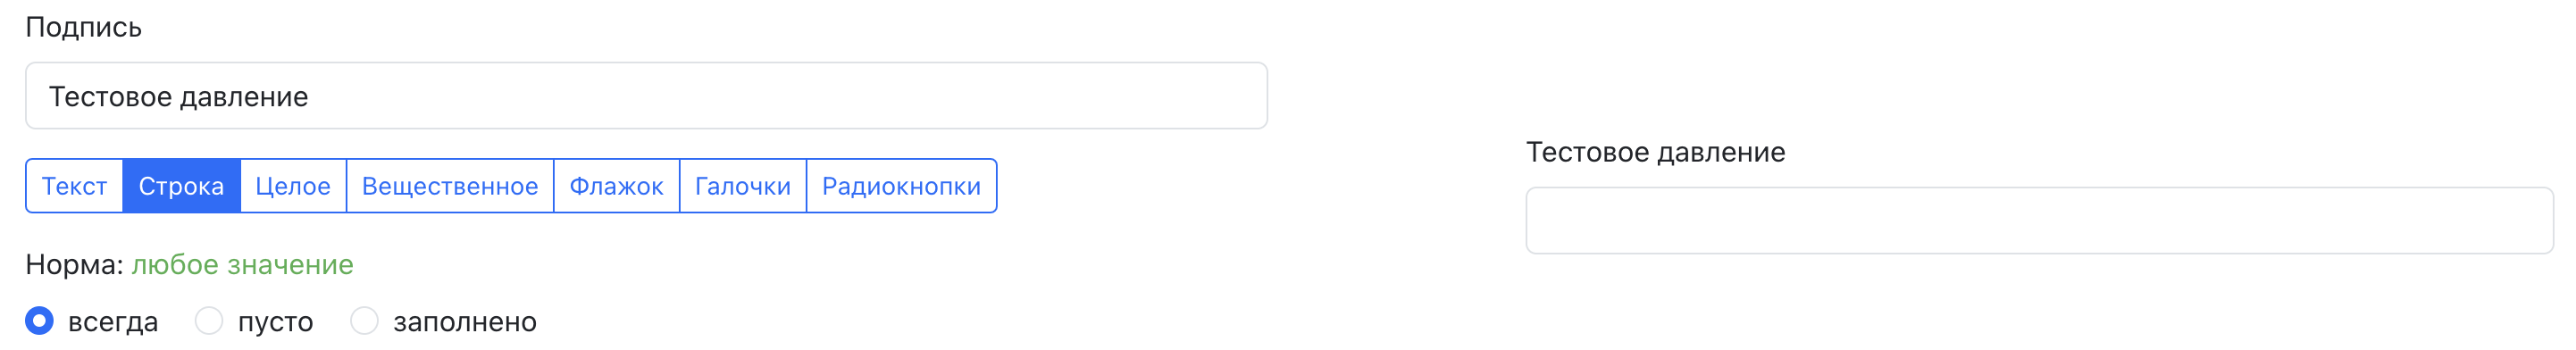 Подпись
Тестовое давление
Текст Строка Целое Вещественное Флажок Галочки Радиокнопки
Норма: любое значение
всегда пусто заполнено
Тестовое давление